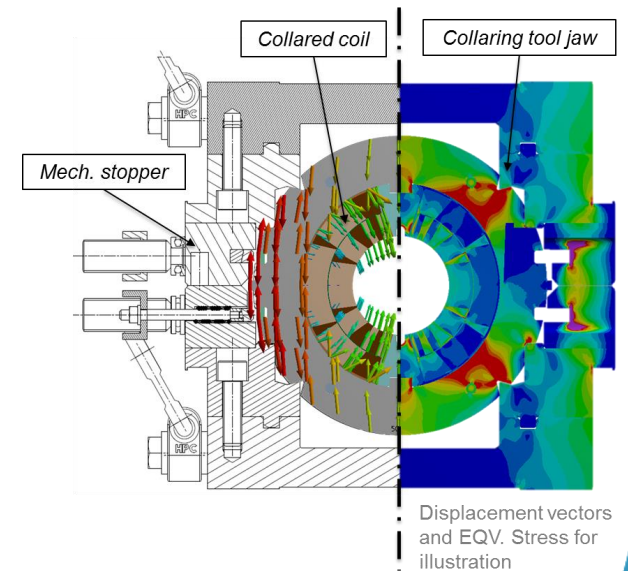 Collared coil
Collaring tool jaw
HPC
Mech. stopper
HPC
Displacement vectors
and EQV. Stress for
illustration